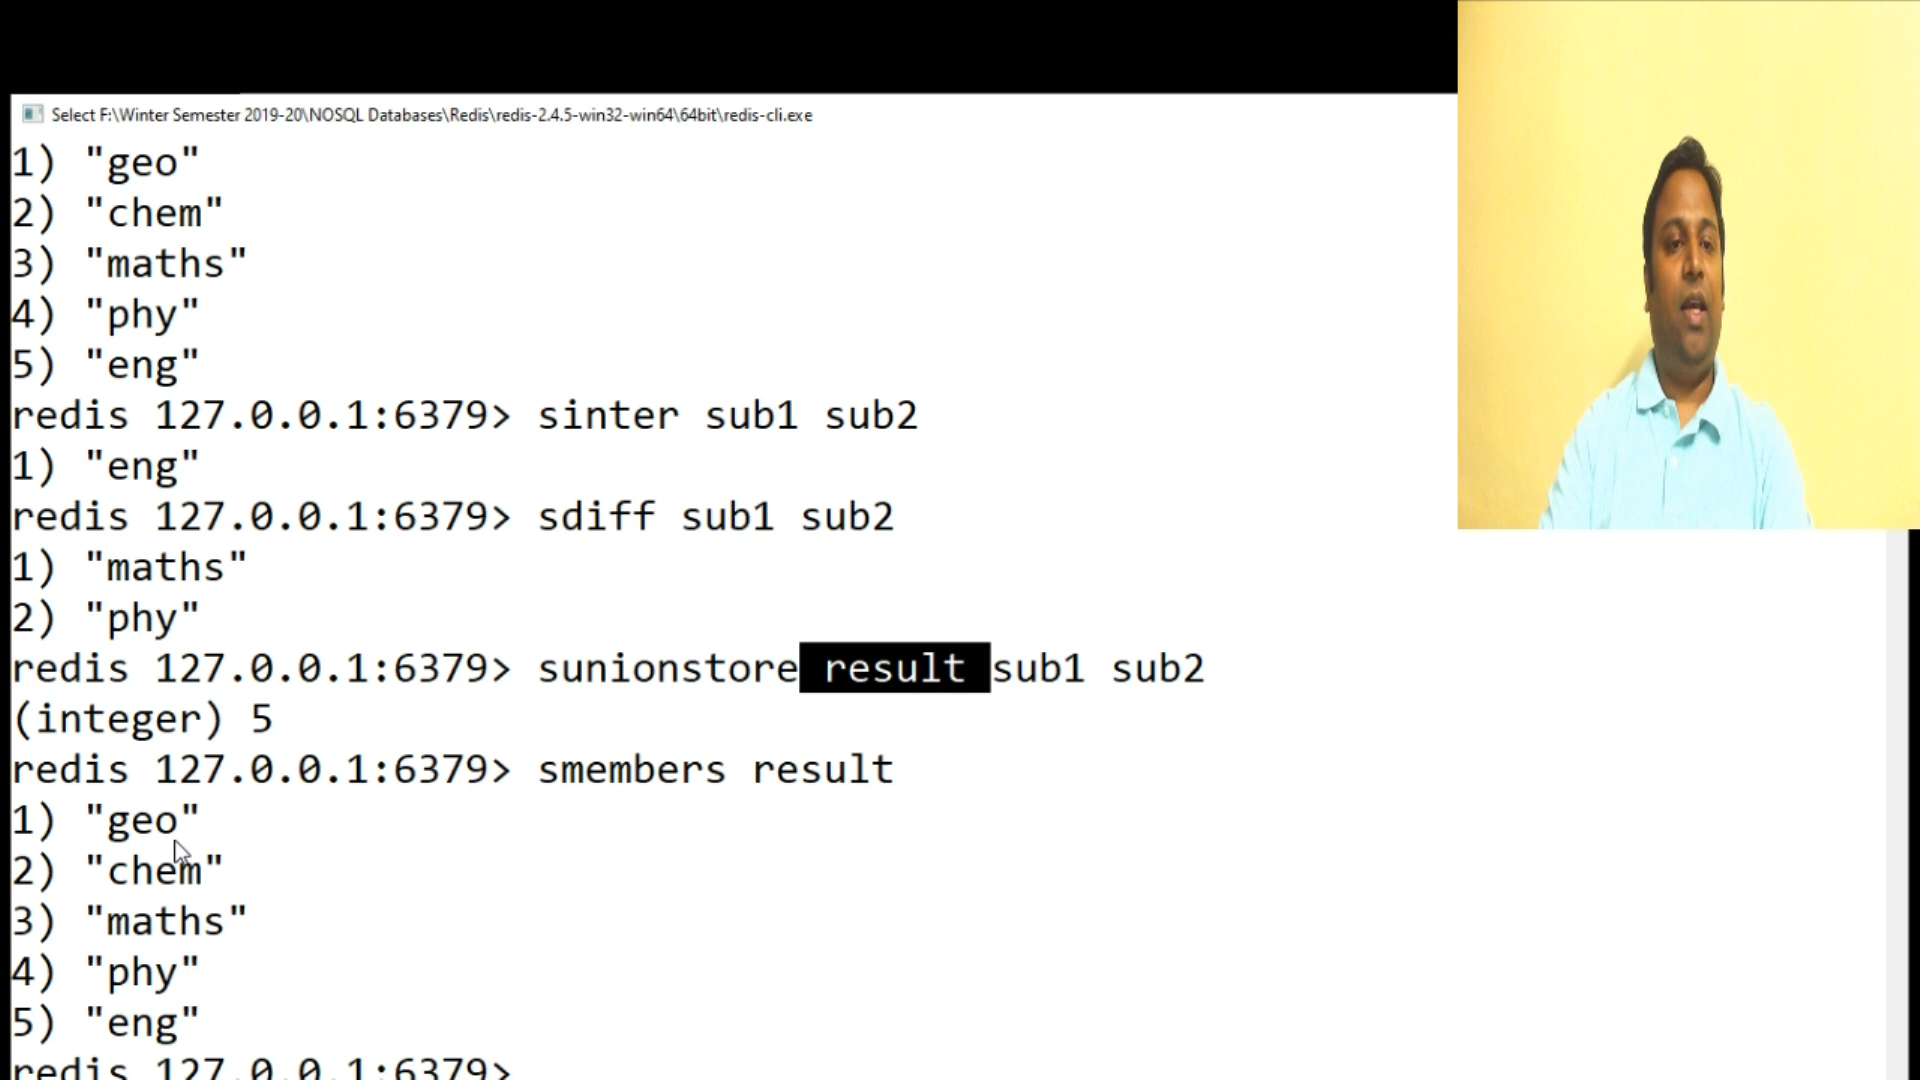 Select F:\Winter Semester 2019-20\NOSQL Databases\Redis\redis-2.4.5-win32-win64\64bit\redis-cli.exe
1) "geo"
2) "chem"
3) "maths"
4) "phy"
5) "eng"
redis 127.0.0.1:6379> sinter sub1 sub2
1) "eng"
redis 127.0.0.1:6379> sdiff sub1 sub2
1) "maths"
2) "phy"
redis 127.0.0.1:6379> sunionstore result sub1 sub2
(integer) 5
redis 127.0.0.1:6379> smembers result
1) "geo"
2) "chem"
3) "maths"
4) "phy"
5) "eng"
redis 127.0.0.1:6379>